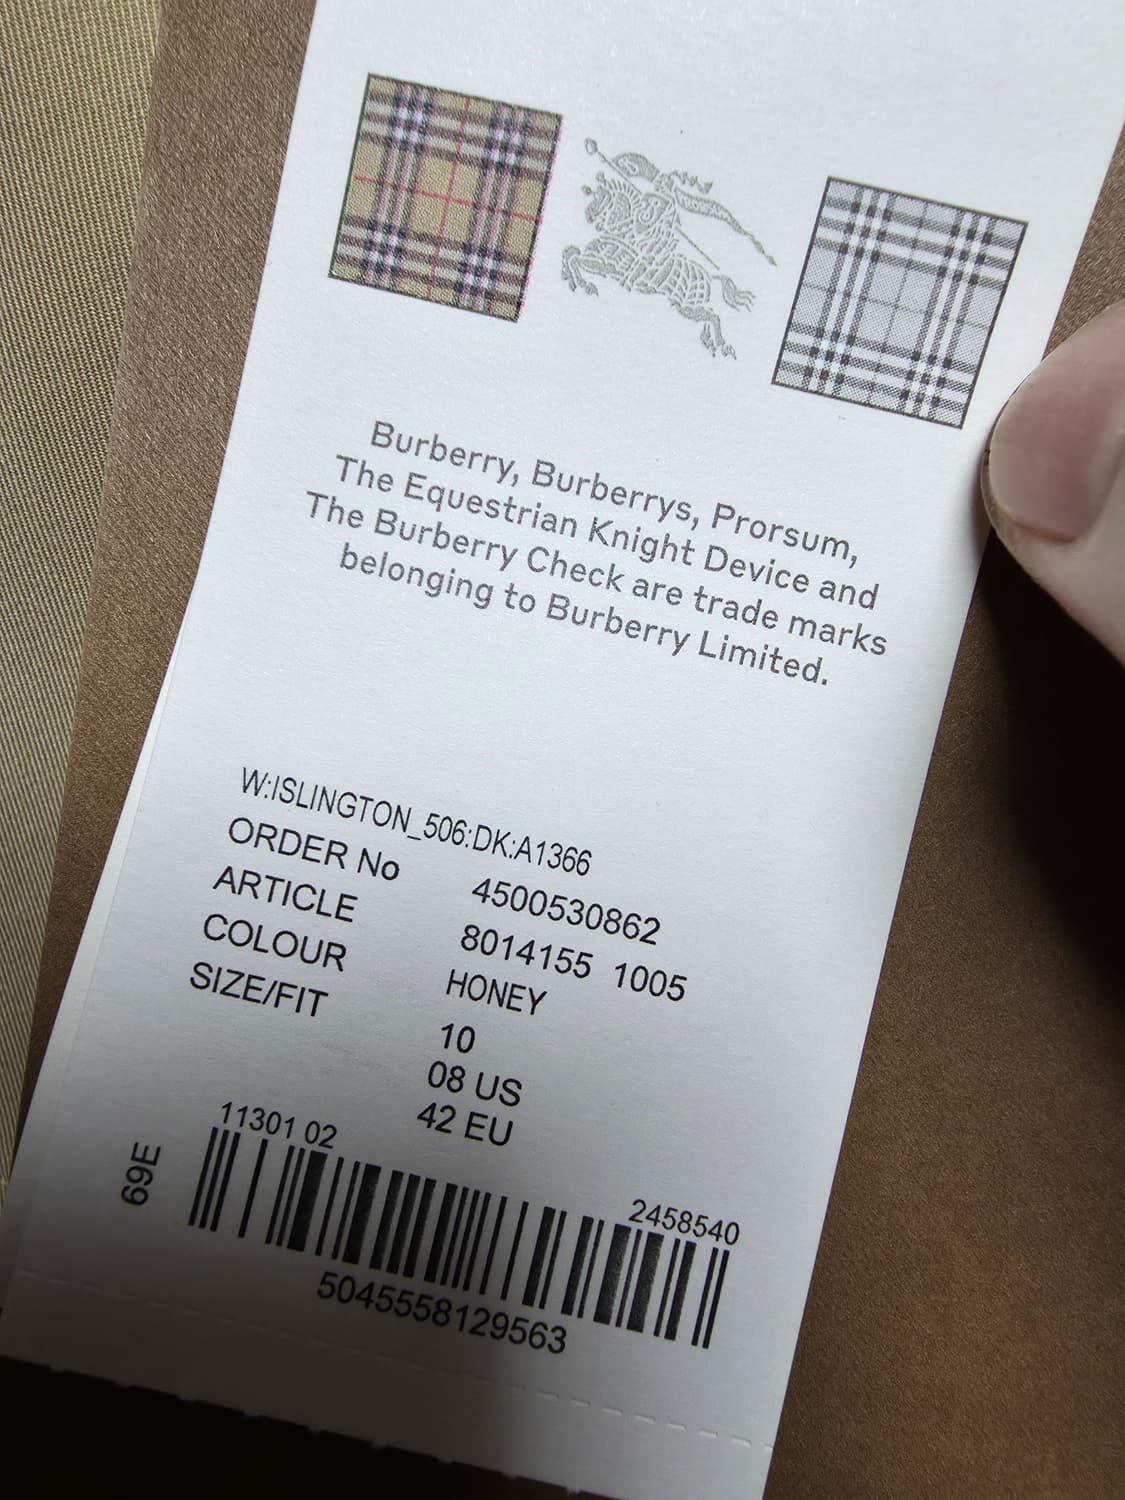 Burberry, Burberrys, Prorsum,
The Equestrian Knight Device and
The Burberry Check are trade marks
belonging to Burberry Limited.
W:ISLINGTON_506:DK:A1366
ORDER No 4500530862
ARTICLE 8014155 1005
COLOUR HONEY
SIZE/FIT 10
08 US
42 EU
11301 02
69E
2458540
5045558129563